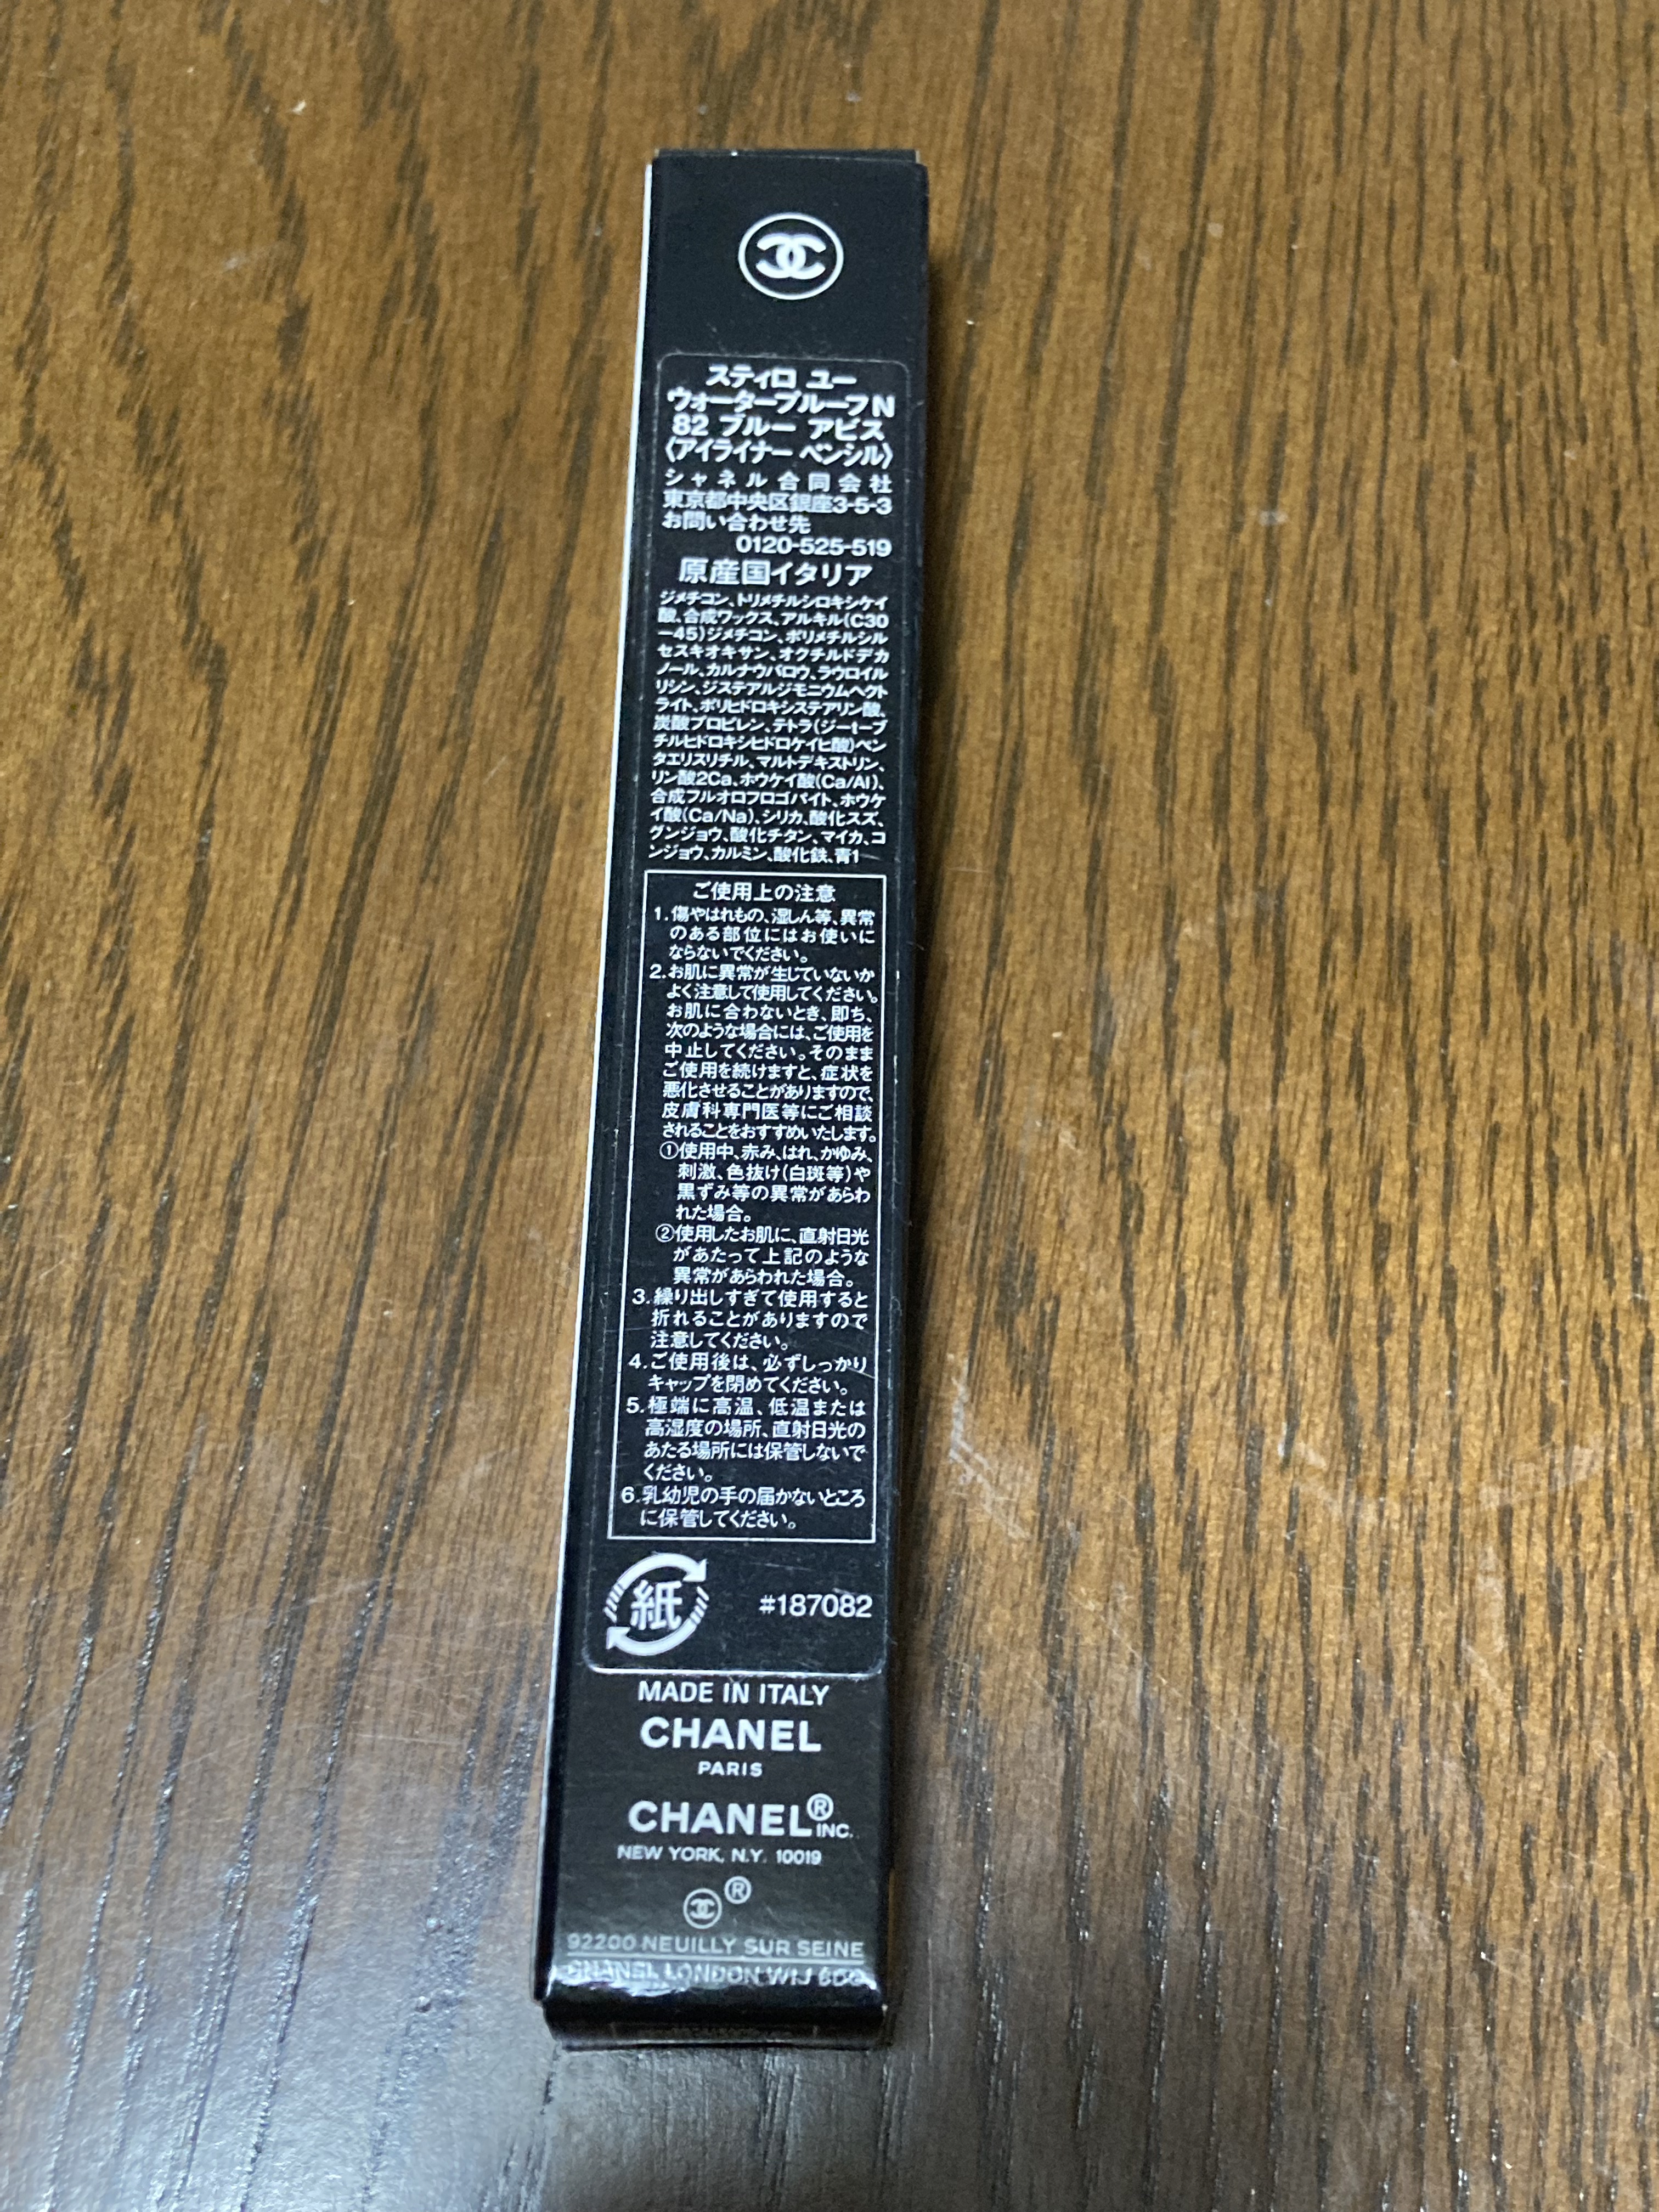 スティロ ユー
ウォータープルーフN
82 ブルー アビス
〈アイライナー ペンシル〉
シャネル合同会社
東京都中央区銀座3-5-3
お問い合わせ先
0120-525-519
原産国イタリア
ジメチコン、トリメチルシロキシケイ
酸、合成ワックス、アルキル(C30
ー45)ジメチコン、ポリメチルシル
セスキオキサン、オクチルドデカ
ノール、カルナウバロウ、ラウロイル
リシン、ジステアルジモニウムヘクト
ライト、ポリヒドロキシステアリン酸、
炭酸プロピレン、テトラ(ジーtーブ
チルヒドロキシヒドロケイヒ酸)ペン
タエリスリチル、マルトデキストリン、
リン酸2Ca、ホウケイ酸(Ca/Al)、
合成フルオロフロゴパイト、ホウケ
イ酸(Ca/Na)、シリカ、酸化スズ、
グンジョウ、酸化チタン、マイカ、コ
ンジョウ、カルミン、酸化鉄、青1
ご使用上の注意
1.傷やはれもの、湿しん等、異常
のある部位にはお使いに
ならないでください。
2.お肌に異常が生じていないか
よく注意して使用してください。
お肌に合わないとき、即ち、
次のような場合には、ご使用を
中止してください。そのまま
ご使用を続けますと、症状を
悪化させることがありますので、
皮膚科専門医等にご相談
されることをおすすめいたします。
①使用中、赤み、はれ、かゆみ、
刺激、色抜け(白斑等)や
黒ずみ等の異常があらわ
れた場合。
②使用したお肌に、直射日光
があたって上記のような
異常があらわれた場合。
3.繰り出しすぎて使用すると
折れることがありますので
注意してください。
4.ご使用後は、必ずしっかり
キャップを閉めてください。
5.極端に高温、低温または
高湿度の場所、直射日光の
あたる場所には保管しないで
ください。
6.乳幼児の手の届かないところ
に保管してください。
紙 #187082
MADE IN ITALY
CHANEL
PARIS
CHANEL® INC.
NEW YORK, N.Y. 10019
®
92200 NEUILLY SUR SEINE
CHANEL LONDON W1J